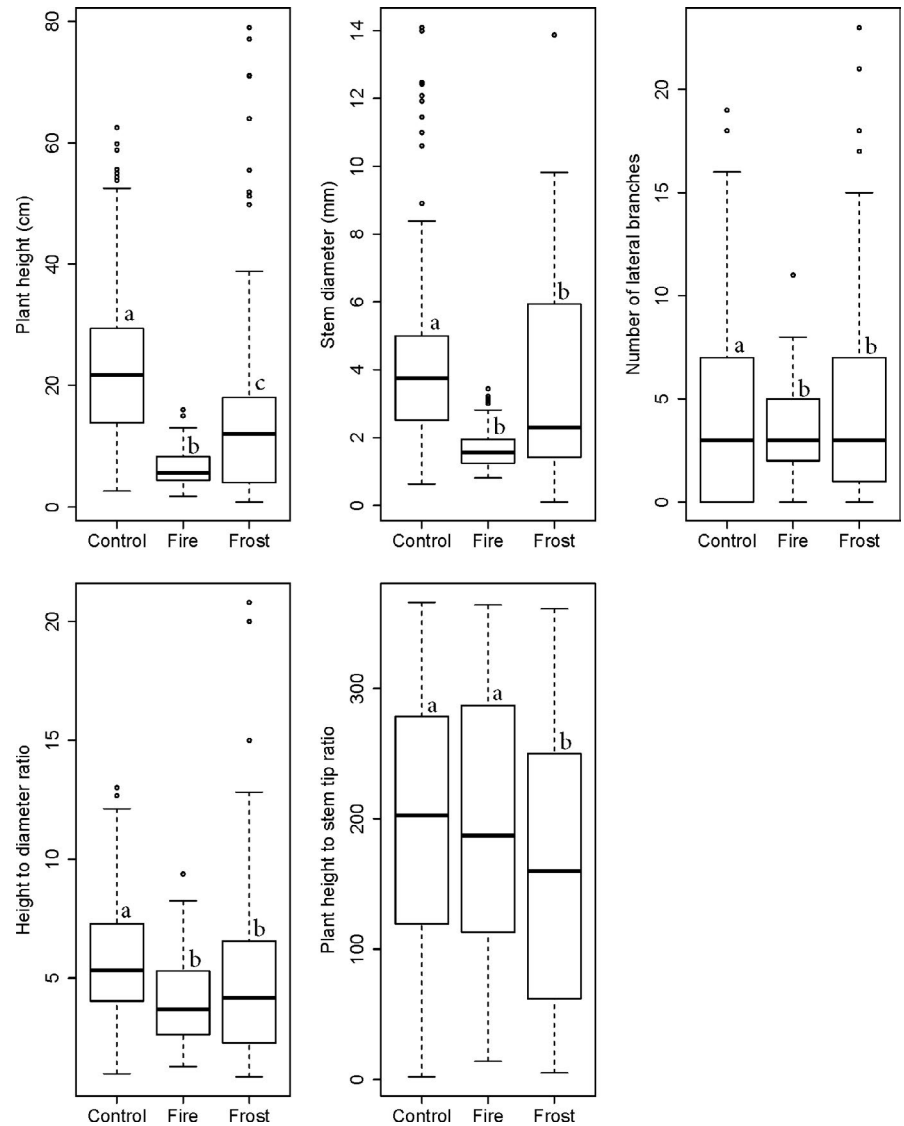 Plant height (cm)
80
60
40
20
0
a
b
c
Control Fire Frost
Stem diameter (mm)
14
12
10
8
6
4
2
0
a
b
b
Control Fire Frost
Number of lateral branches
20
15
10
5
0
a
b
b
Control Fire Frost
Height to diameter ratio
20
15
10
5
a
b
b
Control Fire Frost
Plant height to stem tip ratio
300
200
100
0
a
a
b
Control Fire Frost